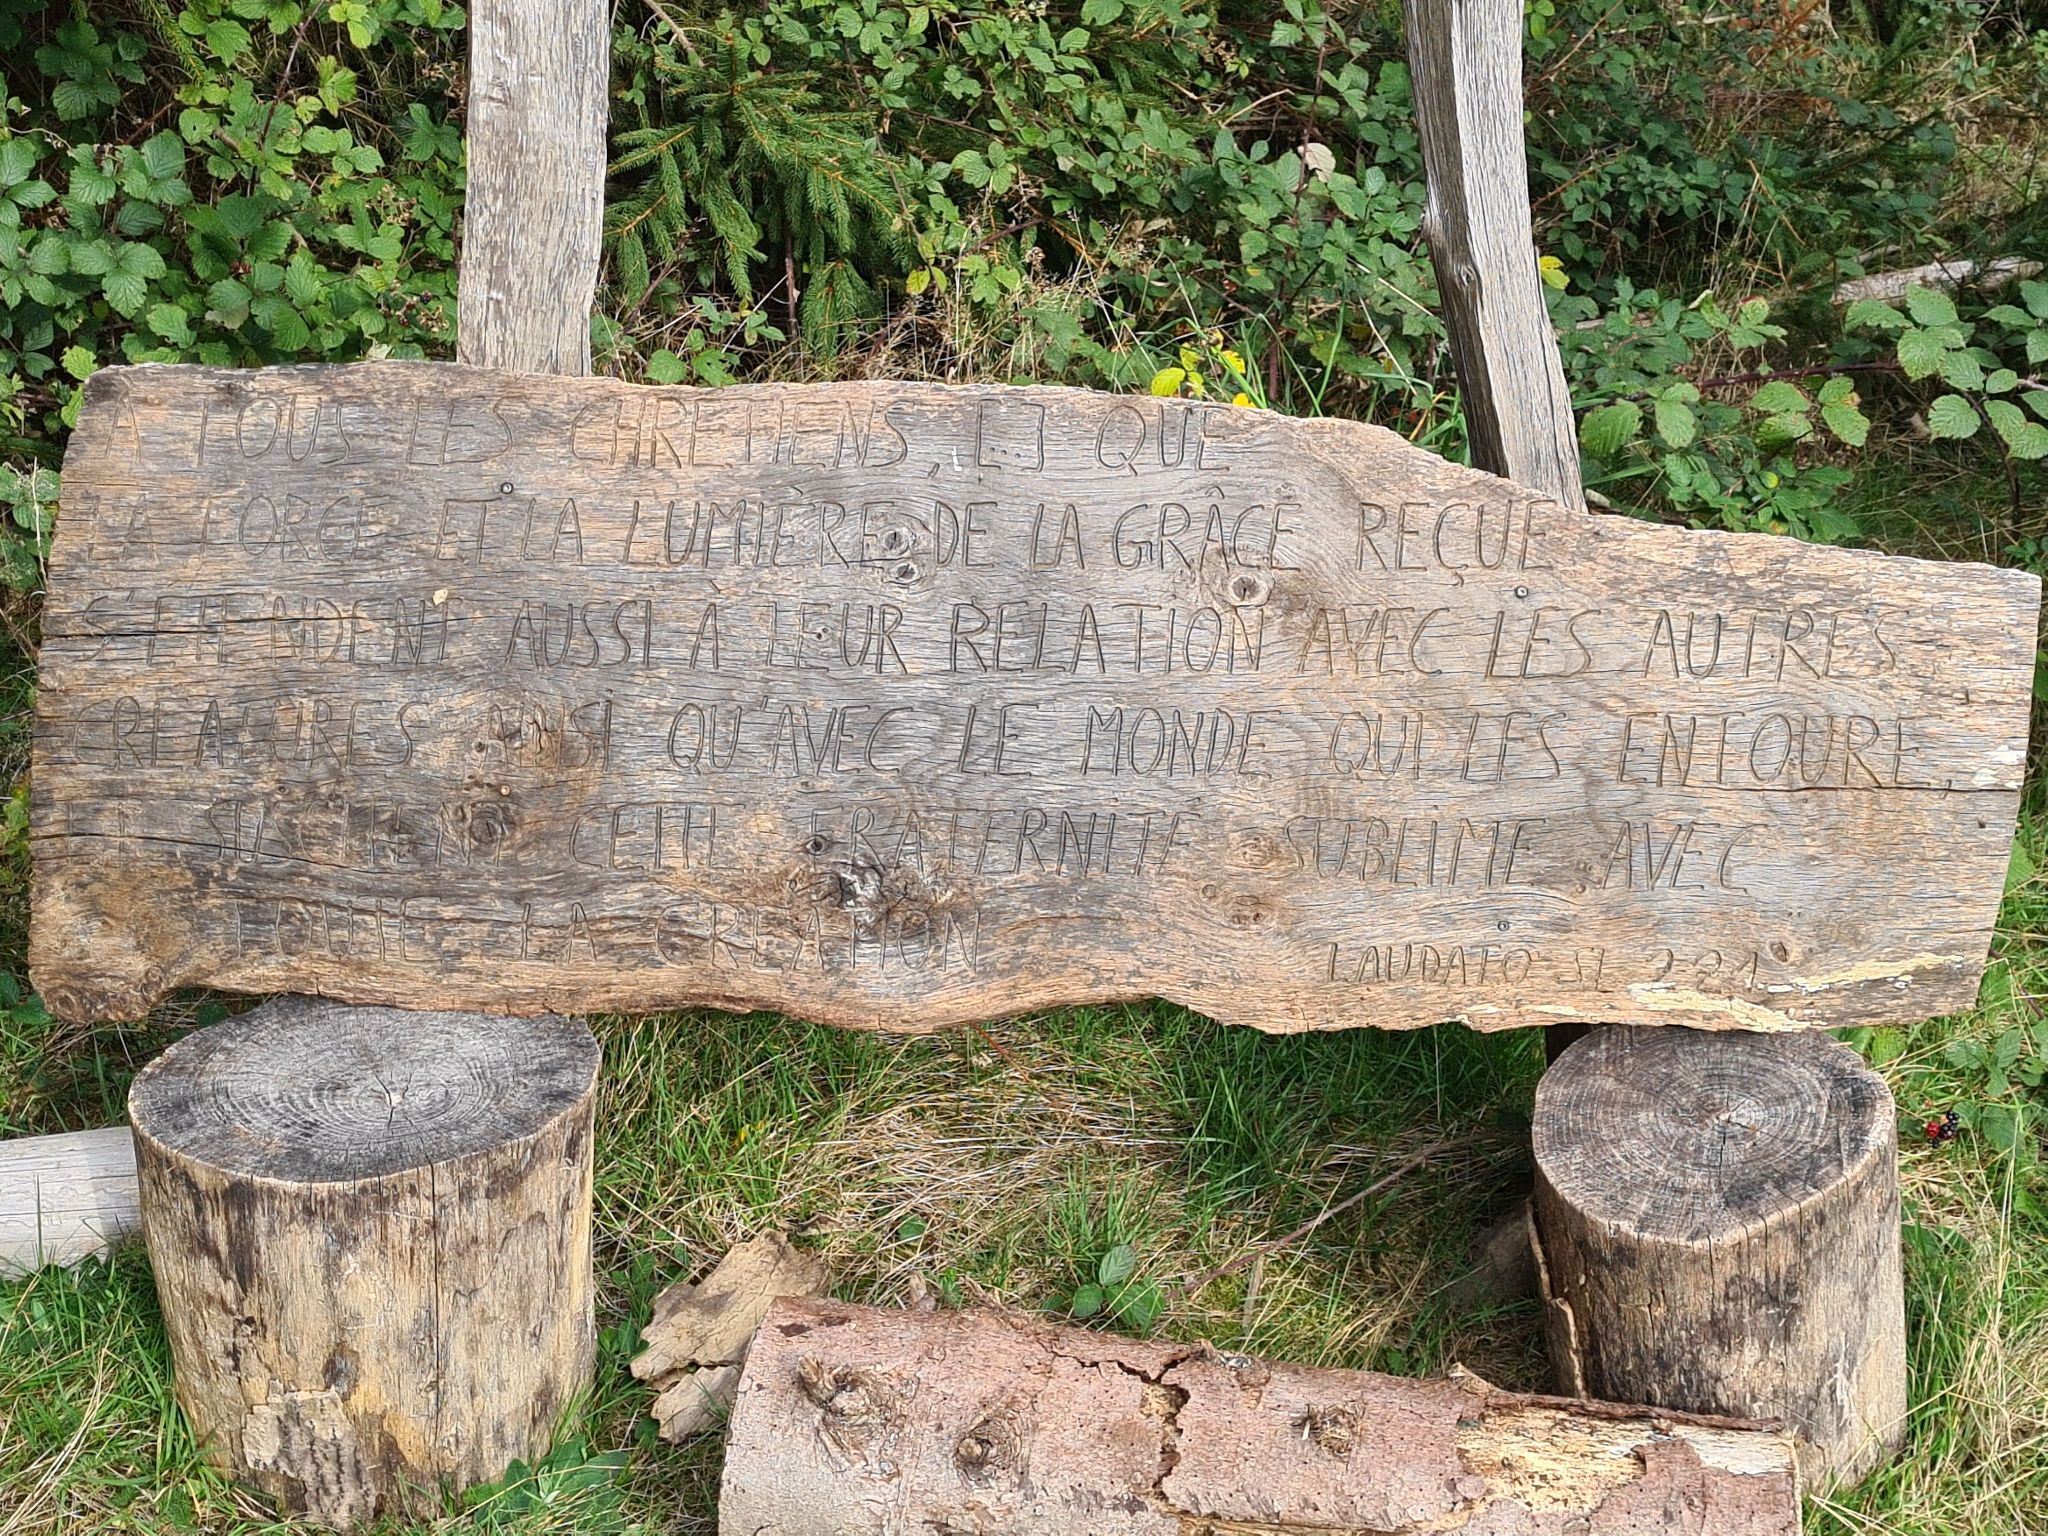 À TOUS LES CHRETIENS, [...] QUE
LA FORCE ET LA LUMIÈRE DE LA GRÂCE REÇUE
S'ÉTENDENT AUSSI À LEUR RELATION AVEC LES AUTRES
CREATURES AINSI QU'AVEC LE MONDE QUI LES ENTOURE,
ET SUSCITENT CETTE FRATERNITÉ SUBLIME AVEC
TOUTE LA CREATION
LAUDATO SI 221